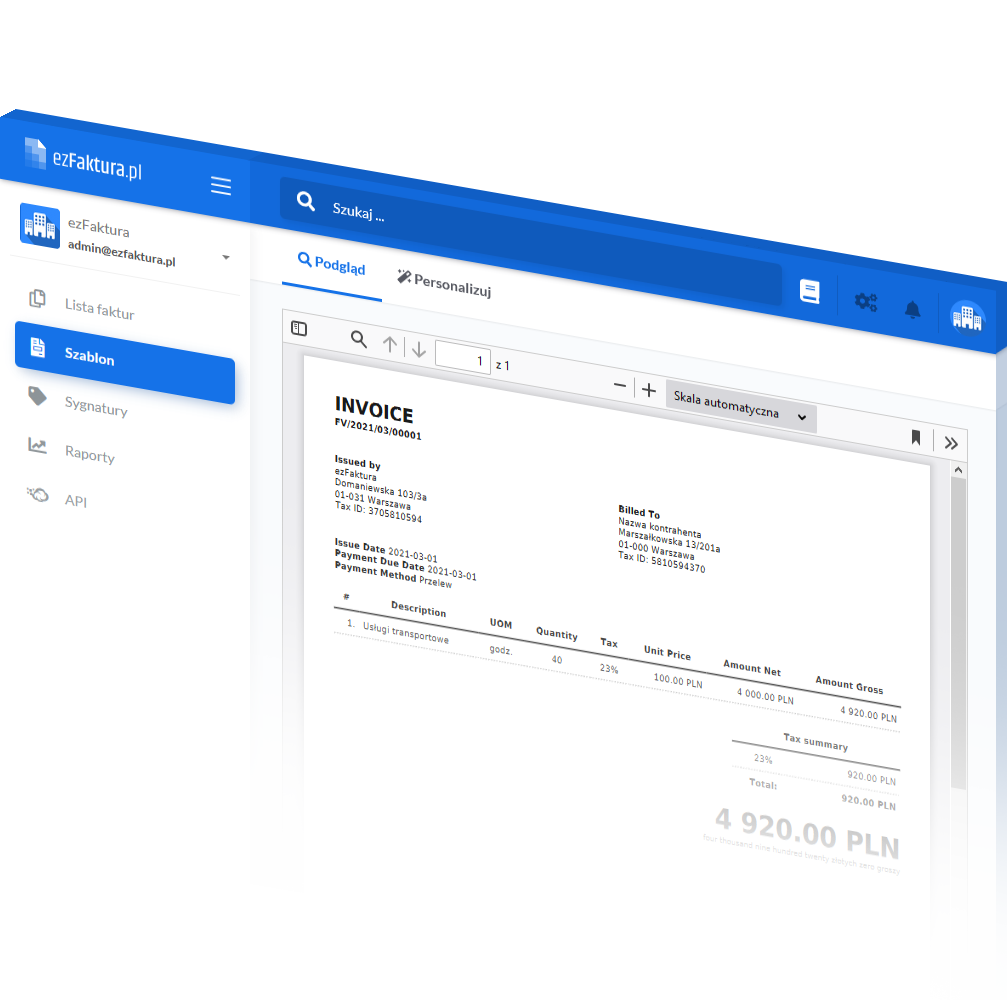 ezFaktura.pl
Szukaj ...
ezFaktura
admin@ezfaktura.pl
Lista faktur
Szablon
Sygnatury
Raporty
API
Podgląd
Personalizuj
1 z 1
Skala automatyczna
INVOICE
FV/2021/03/00001
Issued by
ezFaktura
Domaniewska 103/3a
01-031 Warszawa
Tax ID: 3705810594
Billed To
Nazwa kontrahenta
Marszałkowska 13/201a
01-000 Warszawa
Tax ID: 5810594370
Issue Date 2021-03-01
Payment Due Date 2021-03-01
Payment Method Przelew
# Description UOM Quantity Tax Unit Price Amount Net Amount Gross
1. Usługi transportowe godz. 40 23% 100.00 PLN 4 000.00 PLN 4 920.00 PLN
Tax summary
23% 920.00 PLN
Total: 920.00 PLN
4 920.00 PLN
four thousand nine hundred twenty zlotych zero groszy